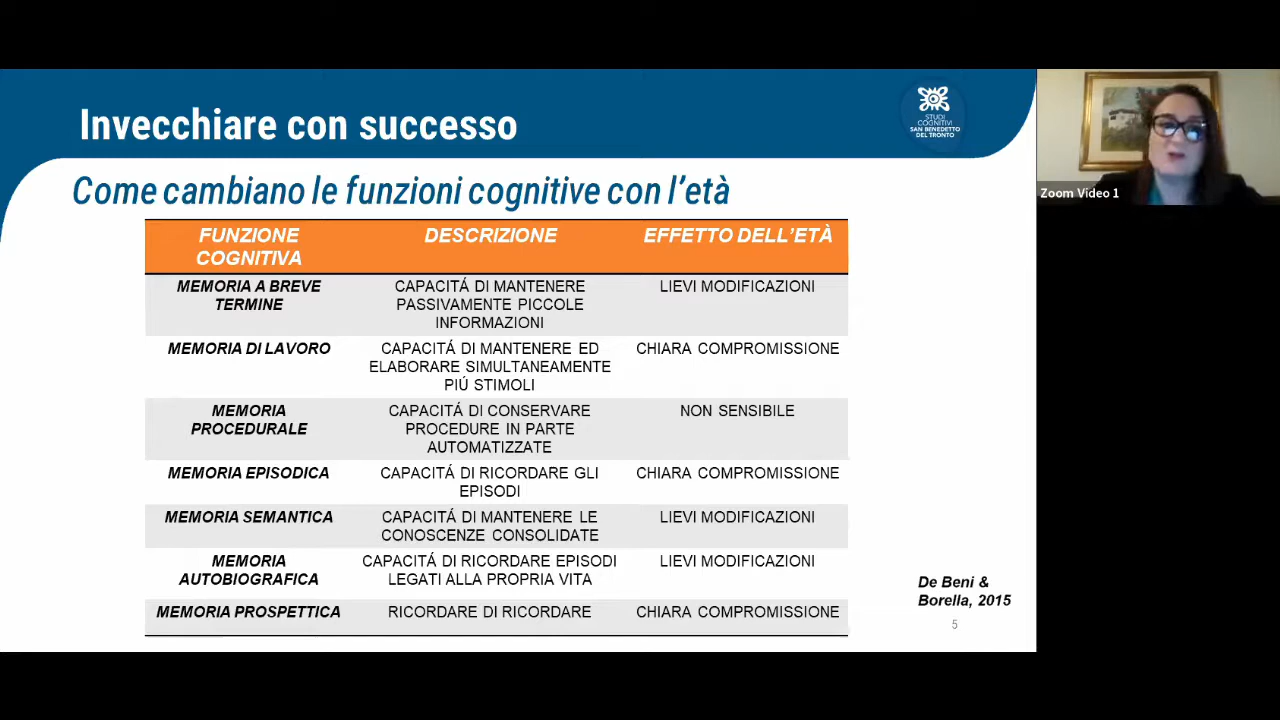 Invecchiare con successo
STUDI
COGNITIVI
SAN BENEDETTO
DEL TRONTO
Zoom Video 1
Come cambiano le funzioni cognitive con l'età
FUNZIONE
COGNITIVA
DESCRIZIONE
EFFETTO DELL'ETÀ
MEMORIA A BREVE
TERMINE
CAPACITÁ DI MANTENERE
PASSIVAMENTE PICCOLE
INFORMAZIONI
LIEVI MODIFICAZIONI
MEMORIA DI LAVORO
CAPACITÁ DI MANTENERE ED
ELABORARE SIMULTANEAMENTE
PIÚ STIMOLI
CHIARA COMPROMISSIONE
MEMORIA
PROCEDURALE
CAPACITÁ DI CONSERVARE
PROCEDURE IN PARTE
AUTOMATIZZATE
NON SENSIBILE
MEMORIA EPISODICA
CAPACITÁ DI RICORDARE GLI
EPISODI
CHIARA COMPROMISSIONE
MEMORIA SEMANTICA
CAPACITÁ DI MANTENERE LE
CONOSCENZE CONSOLIDATE
LIEVI MODIFICAZIONI
MEMORIA
AUTOBIOGRAFICA
CAPACITÁ DI RICORDARE EPISODI
LEGATI ALLA PROPRIA VITA
LIEVI MODIFICAZIONI
MEMORIA PROSPETTICA
RICORDARE DI RICORDARE
CHIARA COMPROMISSIONE
De Beni &
Borella, 2015
5